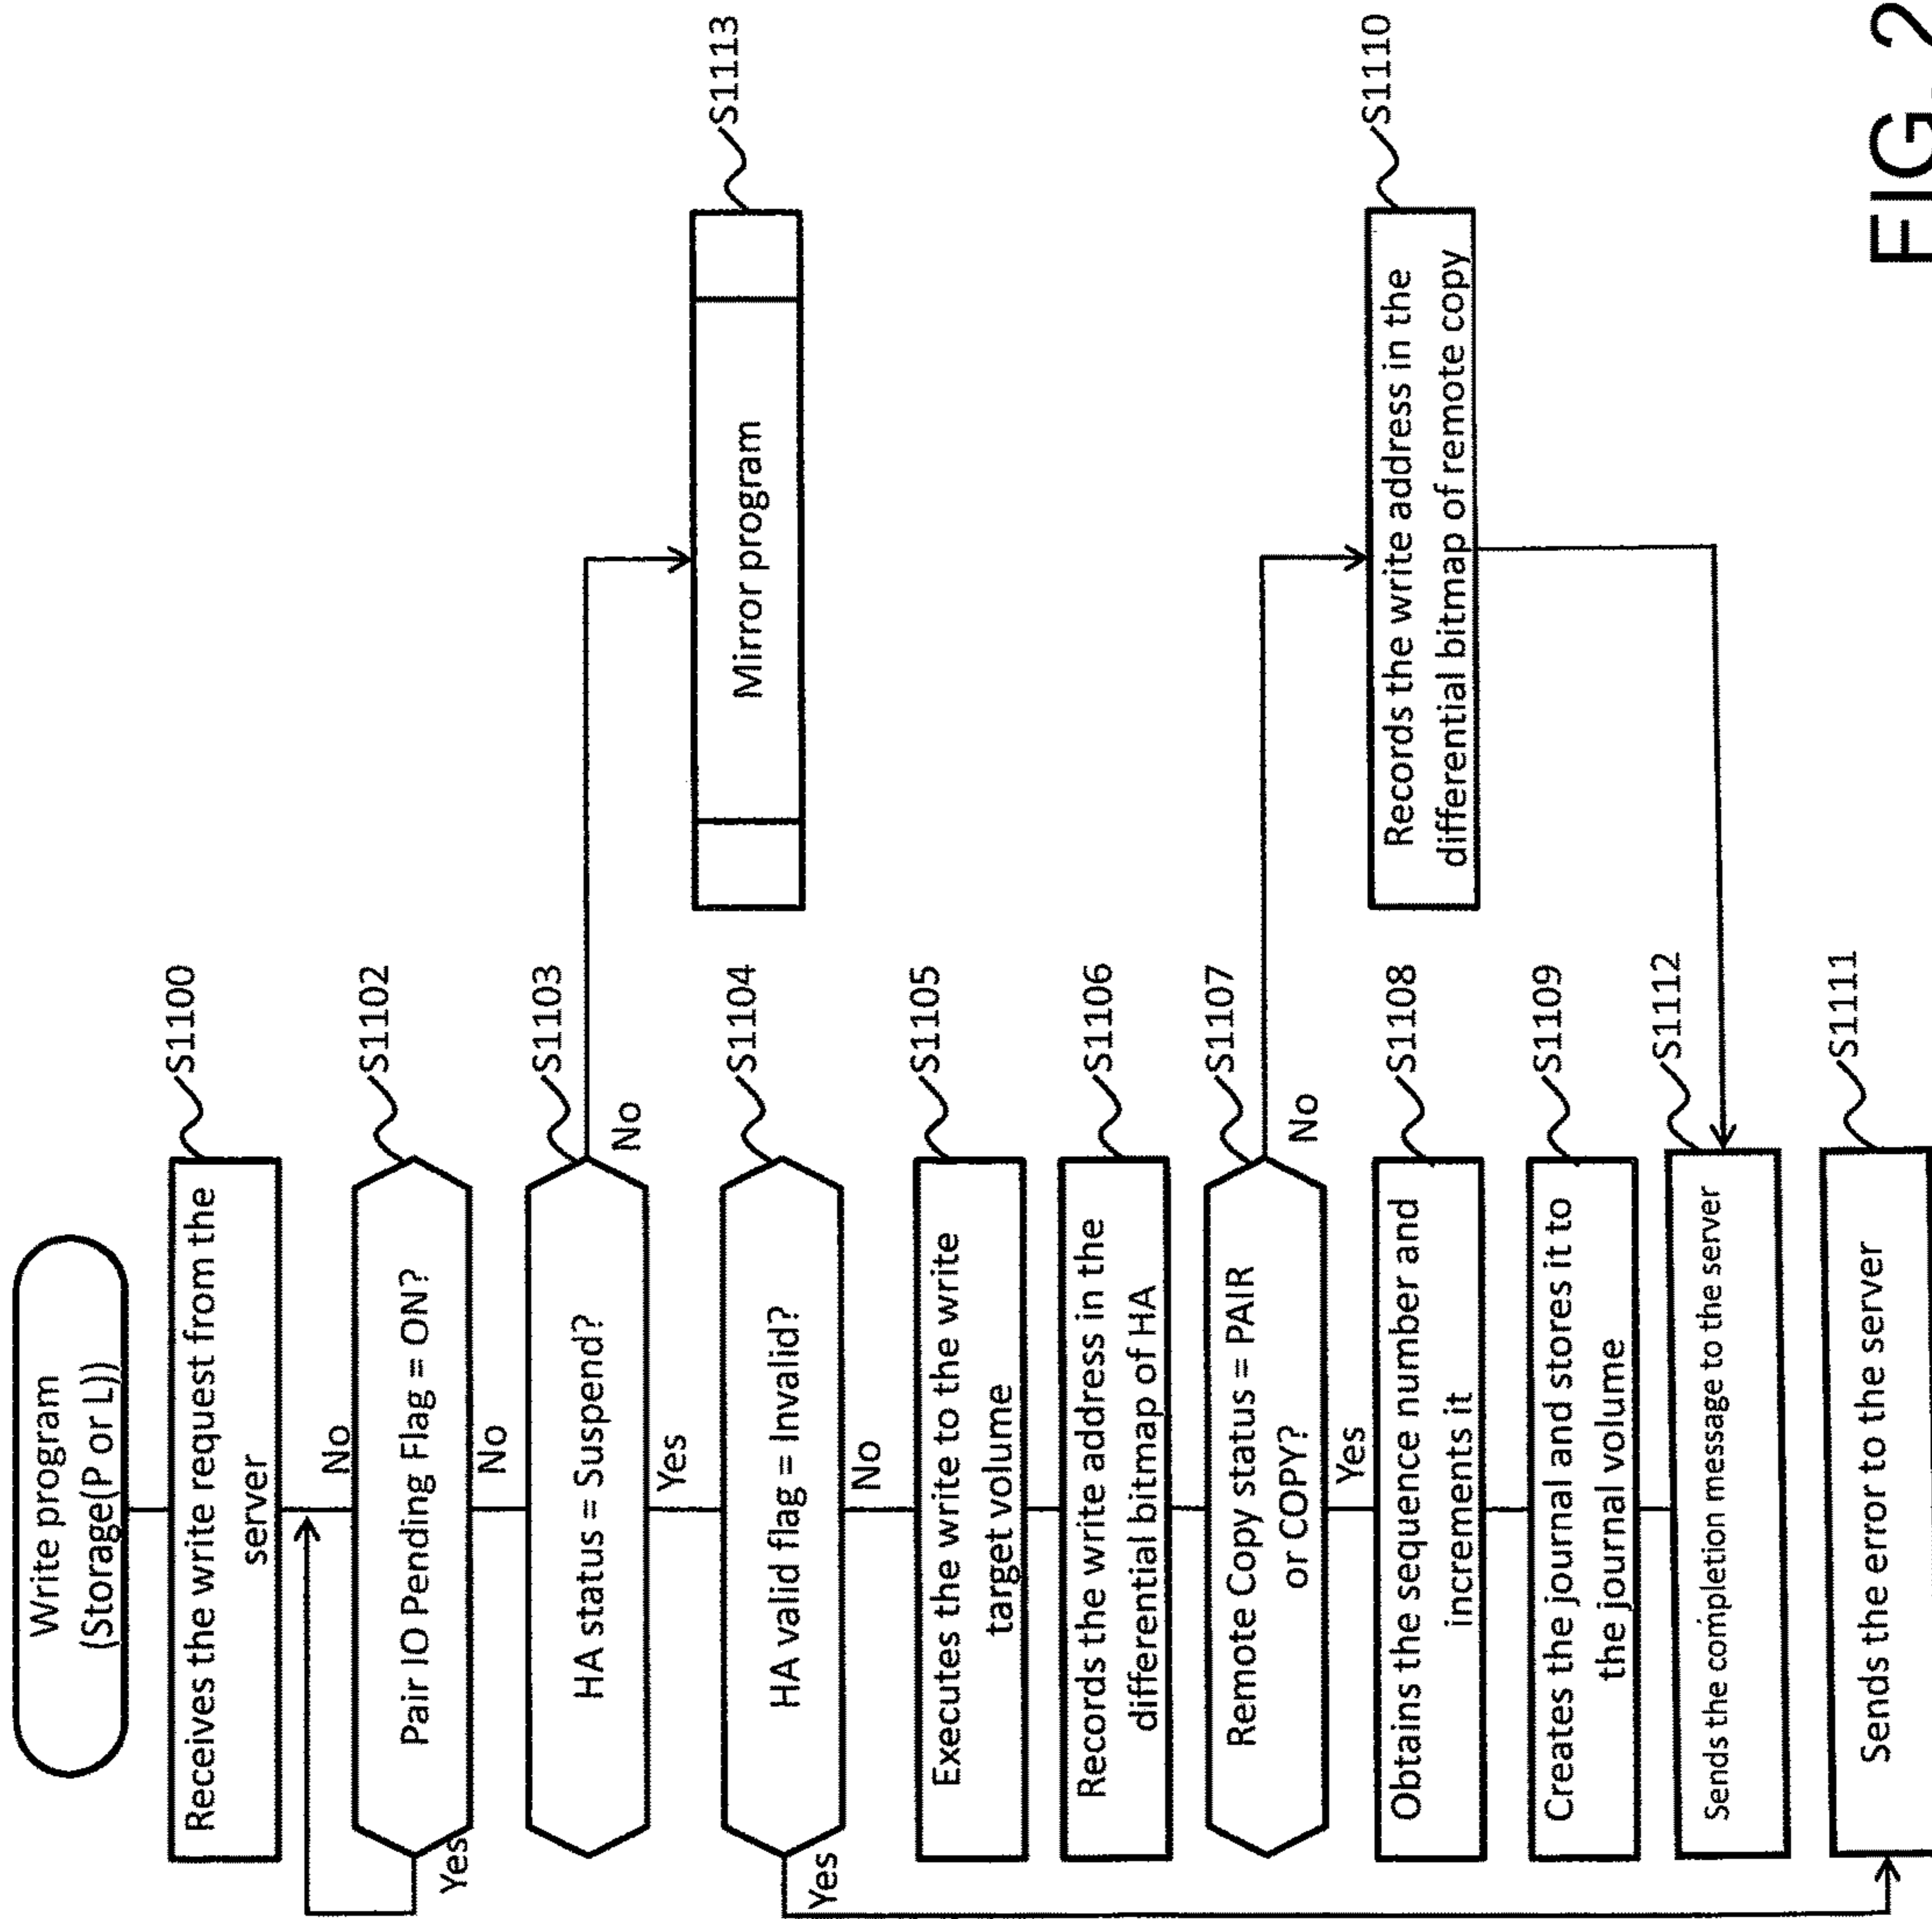 Write program
(Storage(P or L))
Receives the write request from the
server
S1100
No
Pair IO Pending Flag = ON?
S1102
Yes
No
HA status = Suspend?
S1103
No
Yes
Mirror program
S1113
HA valid flag = Invalid?
S1104
Yes
No
Executes the write to the write
target volume
S1105
Records the write address in the
differential bitmap of HA
S1106
Remote Copy status = PAIR
or COPY?
S1107
No
Yes
Records the write address in the
differential bitmap of remote copy
S1110
Obtains the sequence number and
increments it
S1108
Creates the journal and stores it to
the journal volume
S1109
Sends the completion message to the server
S1112
Sends the error to the server
S1111
FIG. 2